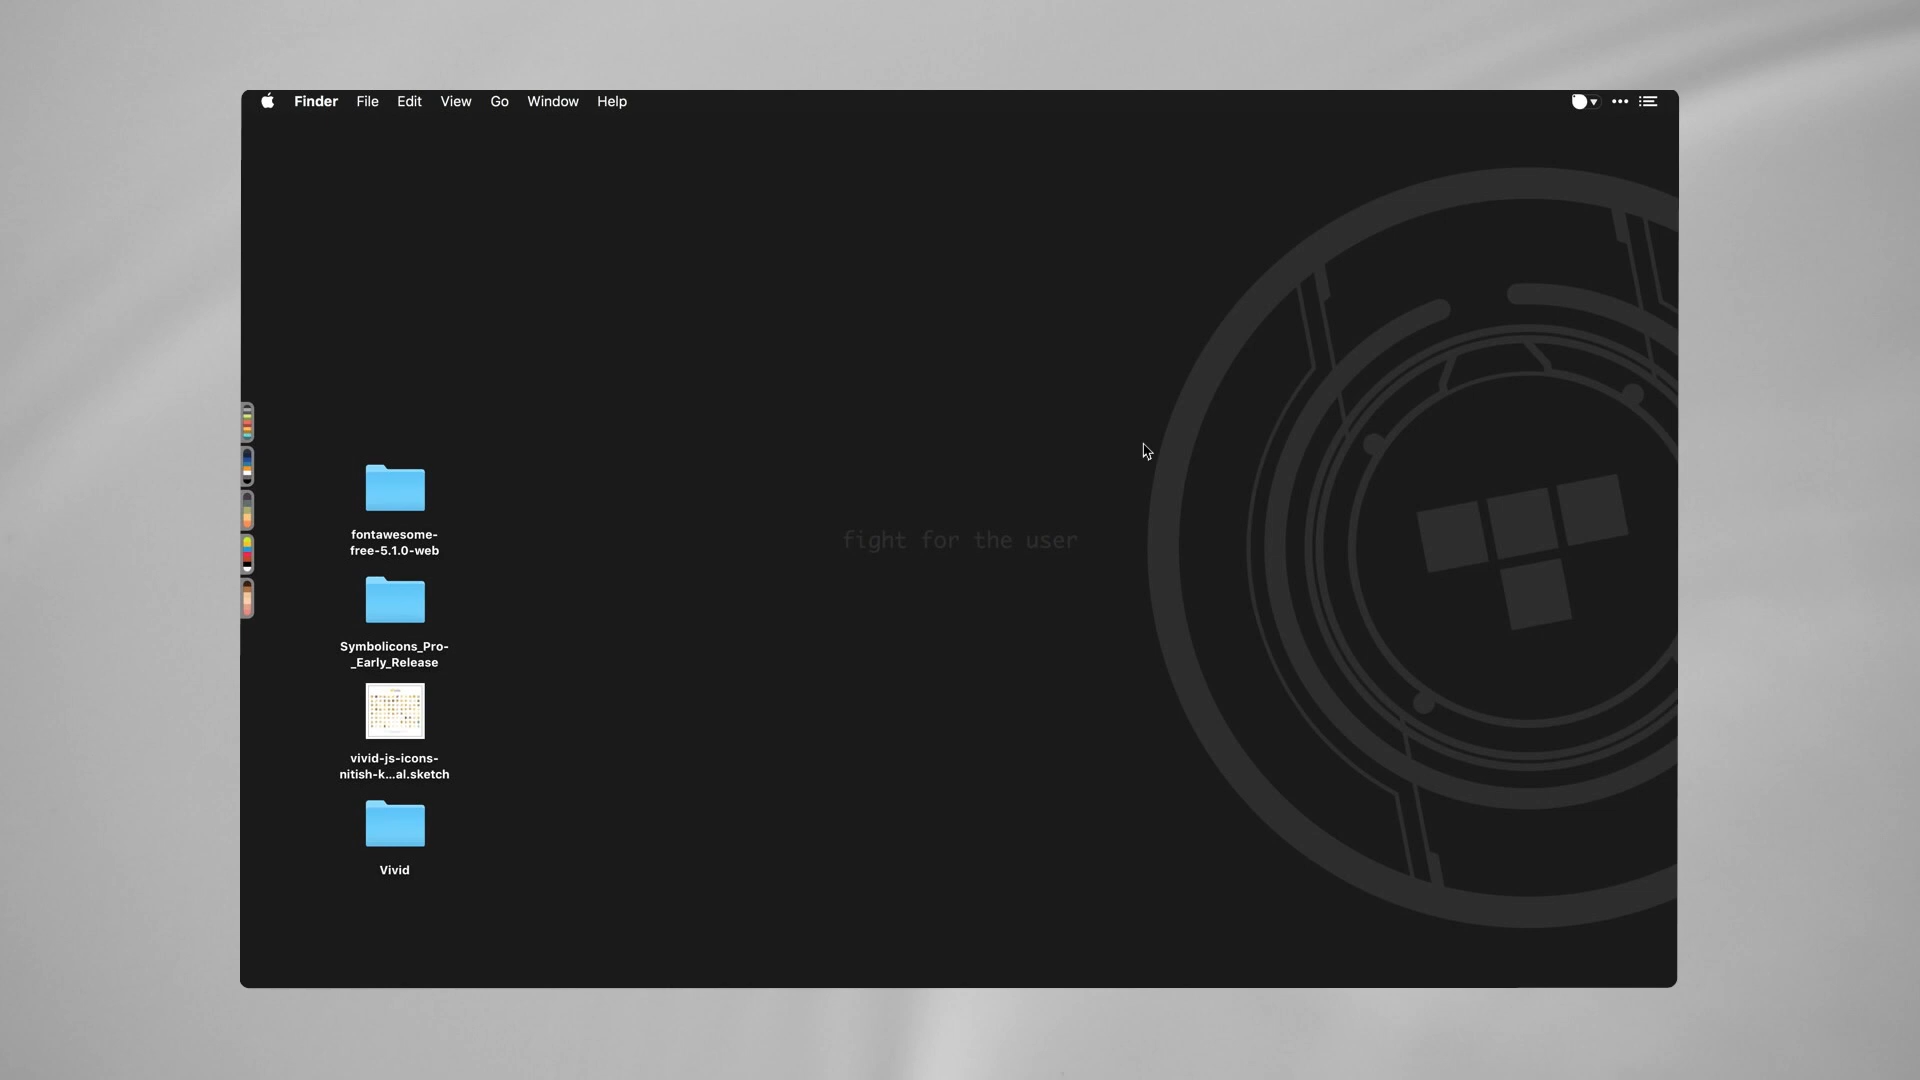 Finder File Edit View Go Window Help
fontawesome-
free-5.1.0-web
fight for the user
Symbolicons_Pro-
_Early_Release
vivid-js-icons-
nitish-k...al.sketch
Vivid